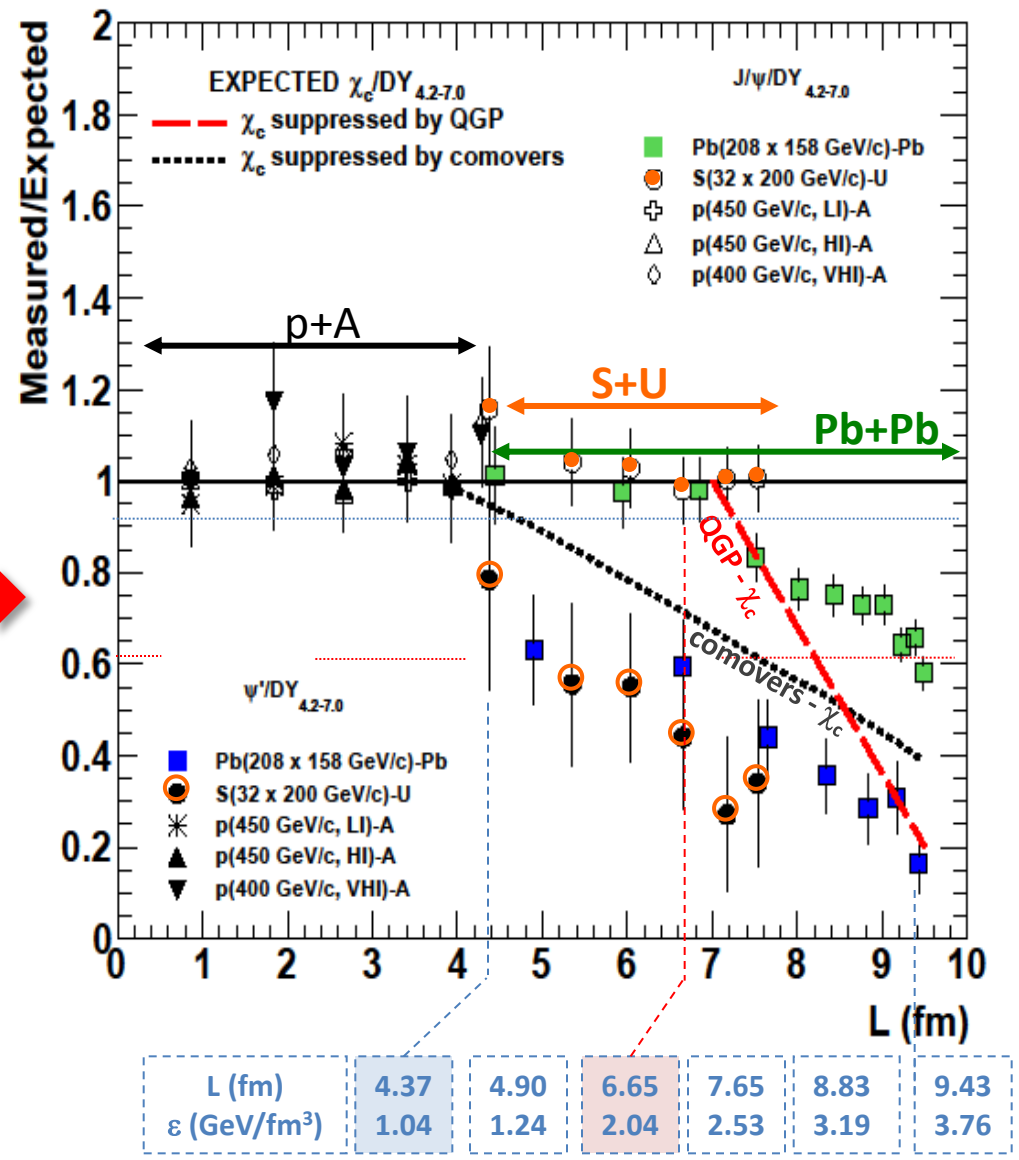 Measured/Expected
2
1.8
1.6
1.4
1.2
1
0.8
0.6
0.4
0.2
0
EXPECTED χc/DY4.2-7.0
χc suppressed by QGP
χc suppressed by comovers
J/ψ/DY4.2-7.0
Pb(208 x 158 GeV/c)-Pb
S(32 x 200 GeV/c)-U
p(450 GeV/c, LI)-A
p(450 GeV/c, HI)-A
p(400 GeV/c, VHI)-A
p+A
S+U
Pb+Pb
QGP - χc
comovers - χc
ψ'/DY4.2-7.0
Pb(208 x 158 GeV/c)-Pb
S(32 x 200 GeV/c)-U
p(450 GeV/c, LI)-A
p(450 GeV/c, HI)-A
p(400 GeV/c, VHI)-A
0 1 2 3 4 5 6 7 8 9 10
L (fm)
L (fm) 4.37 4.90 6.65 7.65 8.83 9.43
ε (GeV/fm³) 1.04 1.24 2.04 2.53 3.19 3.76